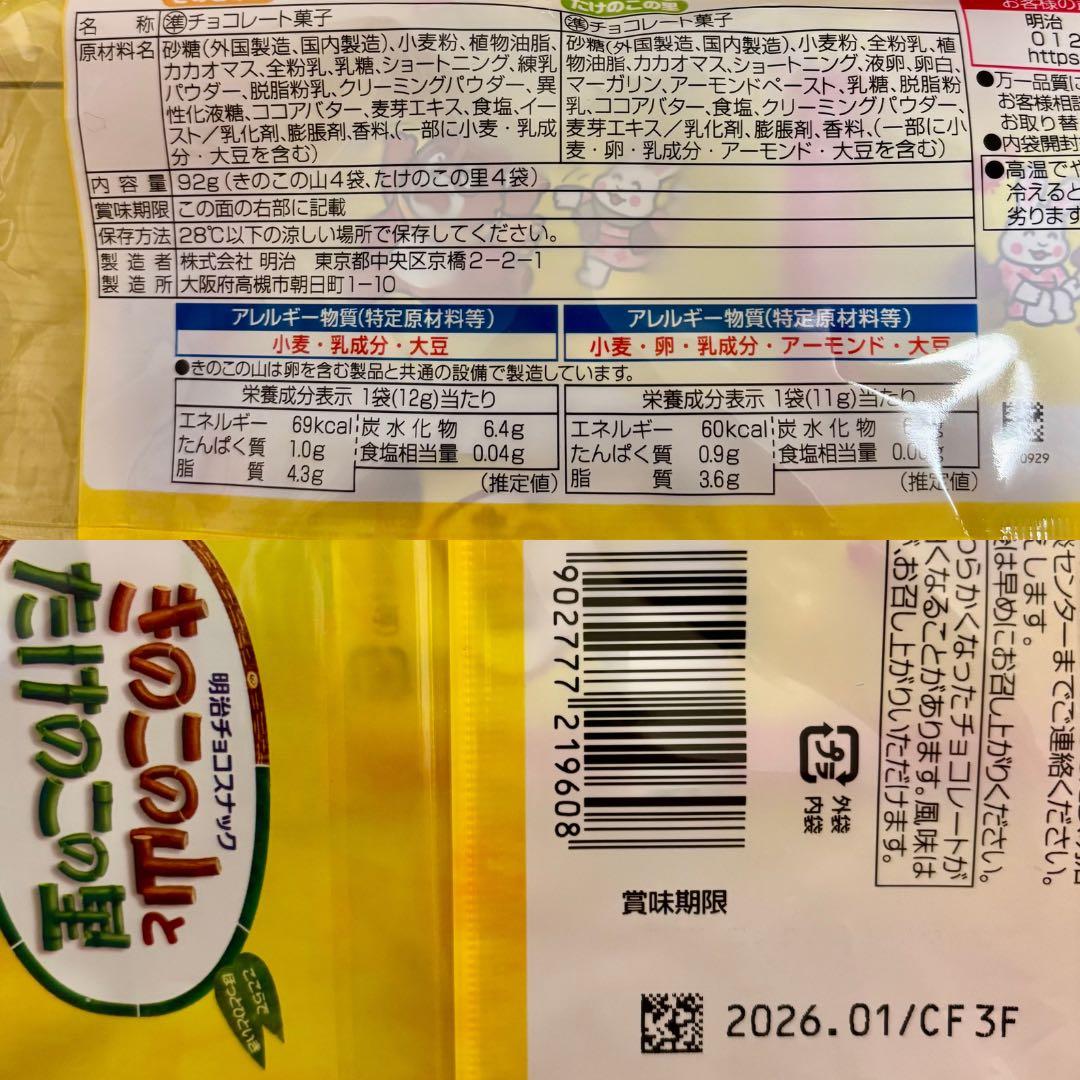 たけのこの里
名称 ㊟チョコレート菓子
原材料名 砂糖(外国製造、国内製造)、小麦粉、植物油脂、
カカオマス、全粉乳、乳糖、ショートニング、練乳
パウダー、脱脂粉乳、クリーミングパウダー、異
性化液糖、ココアバター、麦芽エキス、食塩、イー
スト/乳化剤、膨脹剤、香料、(一部に小麦・乳成
分・大豆を含む)
チョコレート菓子
砂糖(外国製造、国内製造)、小麦粉、全粉乳、植
物油脂、カカオマス、ショートニング、液卵、卵白、
マーガリン、アーモンドペースト、乳糖、脱脂粉
乳、ココアバター、食塩、クリーミングパウダー、
麦芽エキス/乳化剤、膨脹剤、香料、(一部に小
麦・卵・乳成分・アーモンド・大豆を含む)
内容量 92g(きのこの山4袋、たけのこの里4袋)
賞味期限 この面の右部に記載
保存方法 28℃以下の涼しい場所で保存してください。
製造者 株式会社 明治 東京都中央区京橋2-2-1
製造所 大阪府高槻市朝日町1-10
アレルギー物質(特定原材料等)
小麦・乳成分・大豆
●きのこの山は卵を含む製品と共通の設備で製造しています。
栄養成分表示 1袋(12g)当たり
エネルギー 69kcal 炭水化物 6.4g
たんぱく質 1.0g 食塩相当量 0.04g
脂質 4.3g (推定値)
アレルギー物質(特定原材料等)
小麦・卵・乳成分・アーモンド・大豆
栄養成分表示 1袋(11g)当たり
エネルギー 60kcal 炭水化物
たんぱく質 0.9g 食塩相当量
脂質 3.6g (推定値)
お客様の
明治
012
https
●万一品質に
お客様相談
お取り替
●内袋開封
●高温でや
冷えると
劣ります
0929
明治チョコスナック
きのこの山と
たけのこの里
ここらで
ほっとひといき
9027772 19608
プラ
外袋
内袋
センターまでご連絡ください。
します。
は早めにお召し上がりください。
わらかくなったチョコレートが
くなることがあります。風味は
、お召し上がりいただけます。
賞味期限
2026.01/CF3F